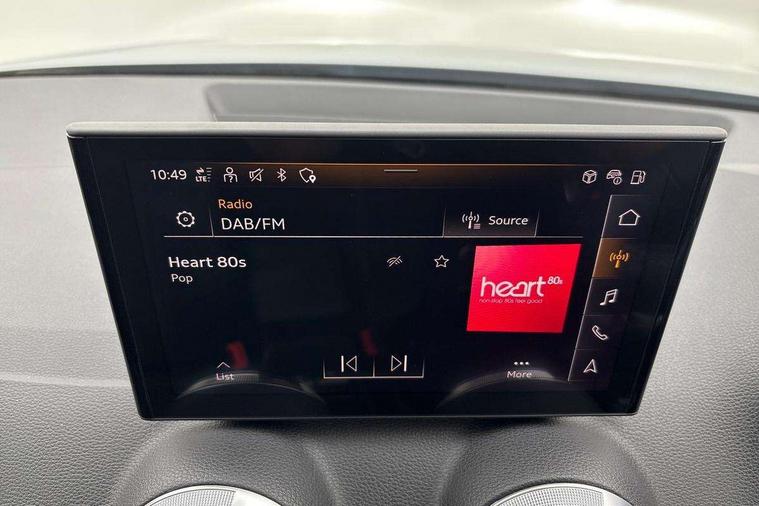 10:49 LTE
Radio
DAB/FM
Source
Heart 80s
Pop
heart 80s
non-stop 80s feel good
List
More